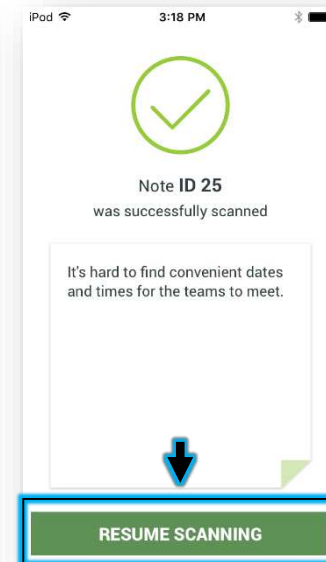 iPod 3:18 PM
Note ID 25
was successfully scanned
It's hard to find convenient dates
and times for the teams to meet.
RESUME SCANNING